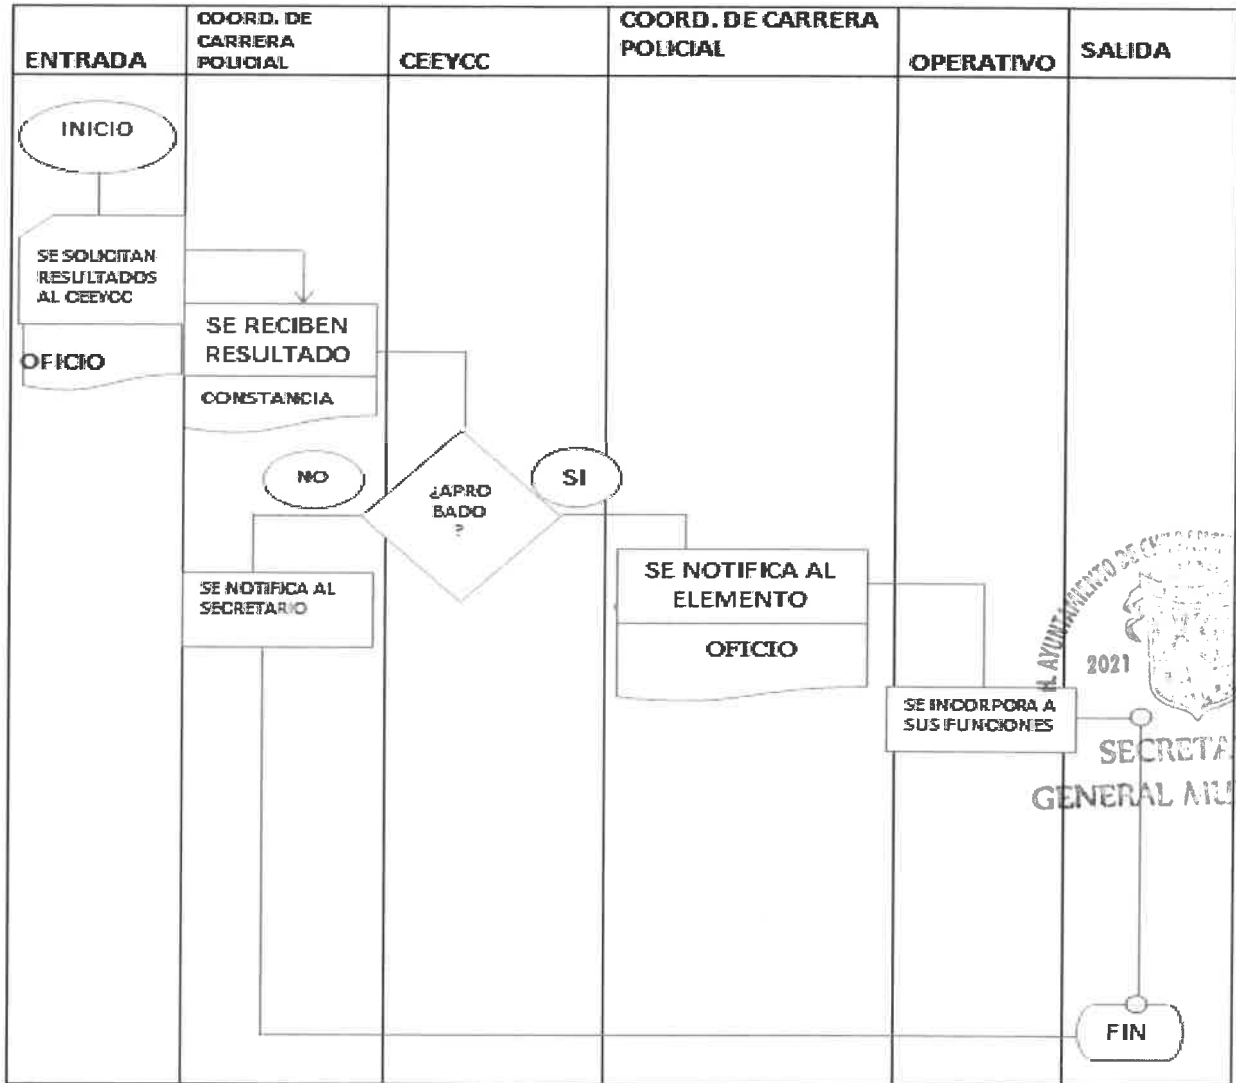 ENTRADA
COORD. DE
CARRERA
POLICIAL
CEEYCC
COORD. DE CARRERA
POLICIAL
OPERATIVO
SALIDA
INICIO
SE SOLICITAN
RESULTADOS
AL CEEYCC
OFICIO
SE RECIBEN
RESULTADO
CONSTANCIA
NO
¿APRO
BADO
?
SI
SE NOTIFICA AL
SECRETARIO
SE NOTIFICA AL
ELEMENTO
OFICIO
SE INCORPORA A
SUS FUNCIONES
H. AYUNTAMIENTO DE
2021
SECRETA
GENERAL MU
FIN